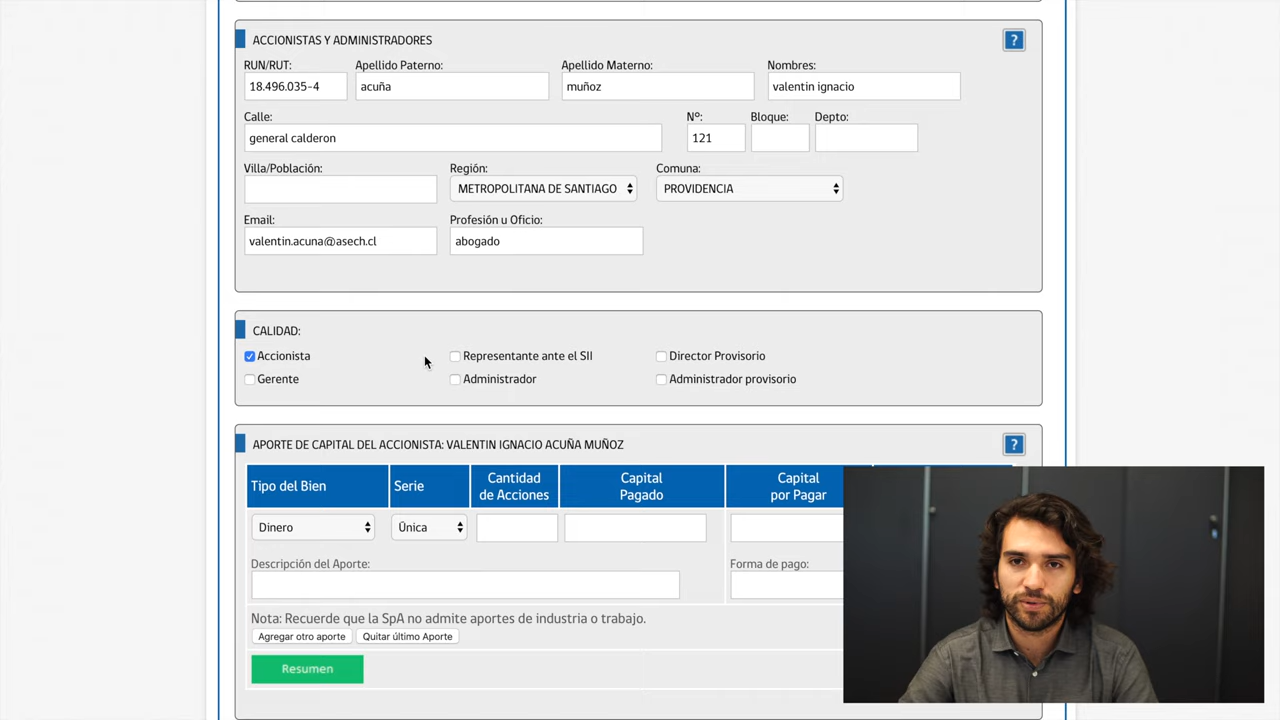 ACCIONISTAS Y ADMINISTRADORES
?
RUN/RUT: Apellido Paterno: Apellido Materno: Nombres:
18.496.035-4 acuña muñoz valentin ignacio
Calle: Nº: Bloque: Depto:
general calderon 121
Villa/Población: Región: Comuna:
METROPOLITANA DE SANTIAGO PROVIDENCIA
Email: Profesión u Oficio:
valentin.acuna@asech.cl abogado
CALIDAD:
Accionista Representante ante el SII Director Provisorio
Gerente Administrador Administrador provisorio
APORTE DE CAPITAL DEL ACCIONISTA: VALENTIN IGNACIO ACUÑA MUÑOZ
?
Tipo del Bien Serie Cantidad de Acciones Capital Pagado Capital por Pagar
Dinero Única
Descripción del Aporte: Forma de pago:
Nota: Recuerde que la SpA no admite aportes de industria o trabajo.
Agregar otro aporte Quitar último Aporte
Resumen